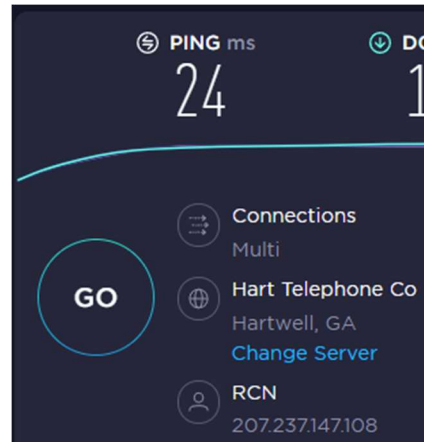 PING ms
24
Connections
Multi
GO
Hart Telephone Co
Hartwell, GA
Change Server
RCN
207.237.147.108